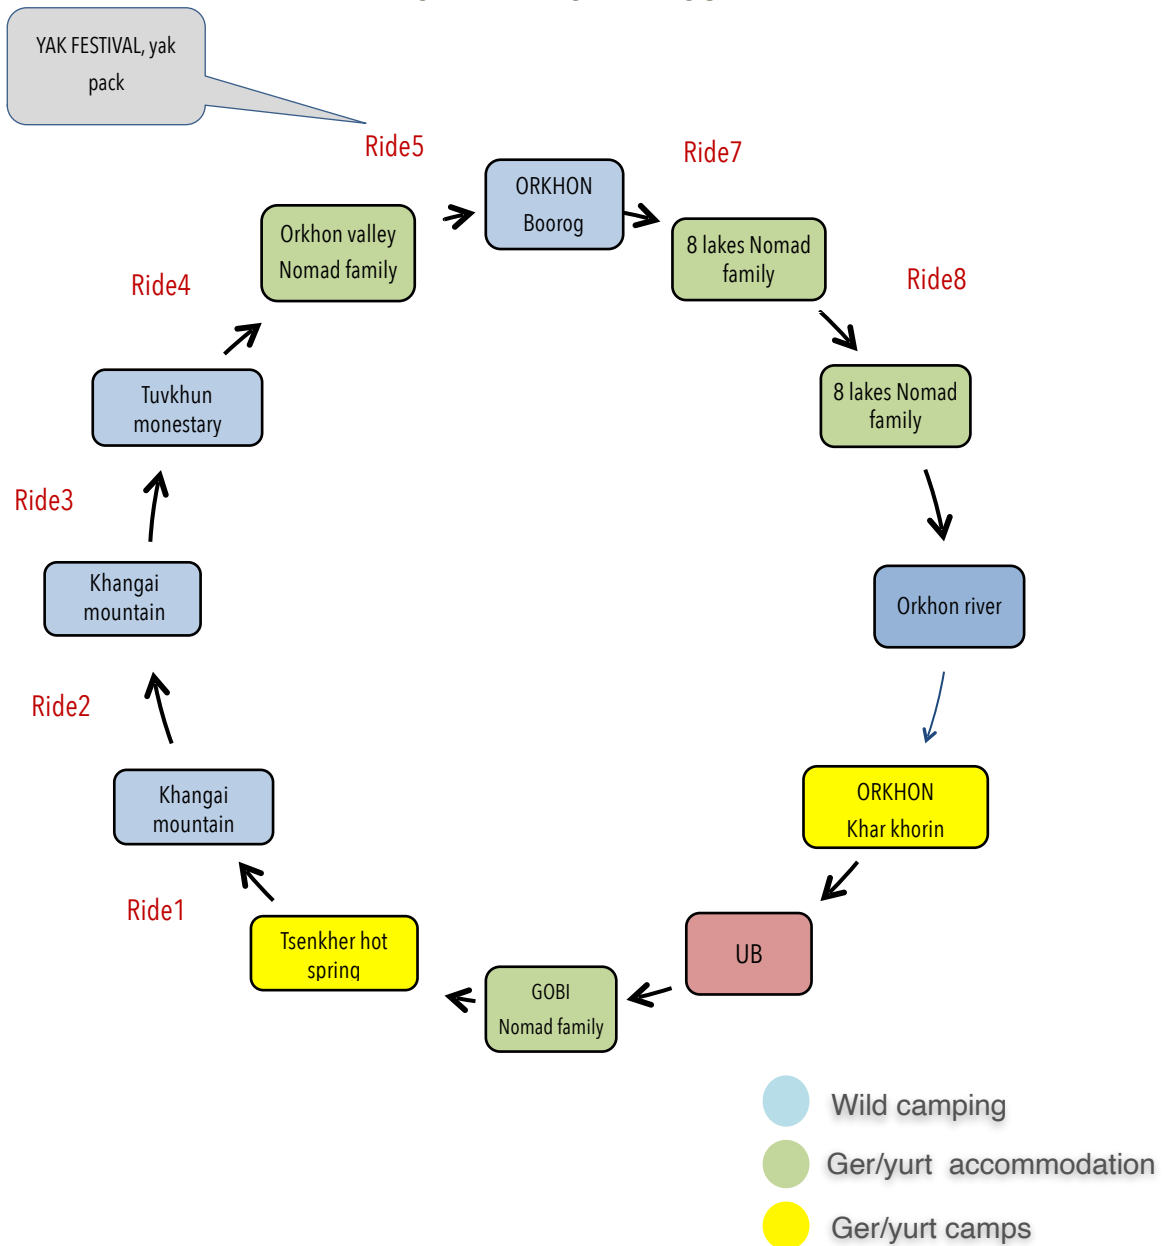 YAK FESTIVAL, yak
pack
Ride5
Ride7
ORKHON
Boorog
Orkhon valley
Nomad family
8 lakes Nomad
family
Ride4
Ride8
Tuvkhun
monestary
8 lakes Nomad
family
Ride3
Khangai
mountain
Orkhon river
Ride2
Khangai
mountain
ORKHON
Khar khorin
Ride1
Tsenkher hot
spring
UB
GOBI
Nomad family
Wild camping
Ger/yurt accommodation
Ger/yurt camps